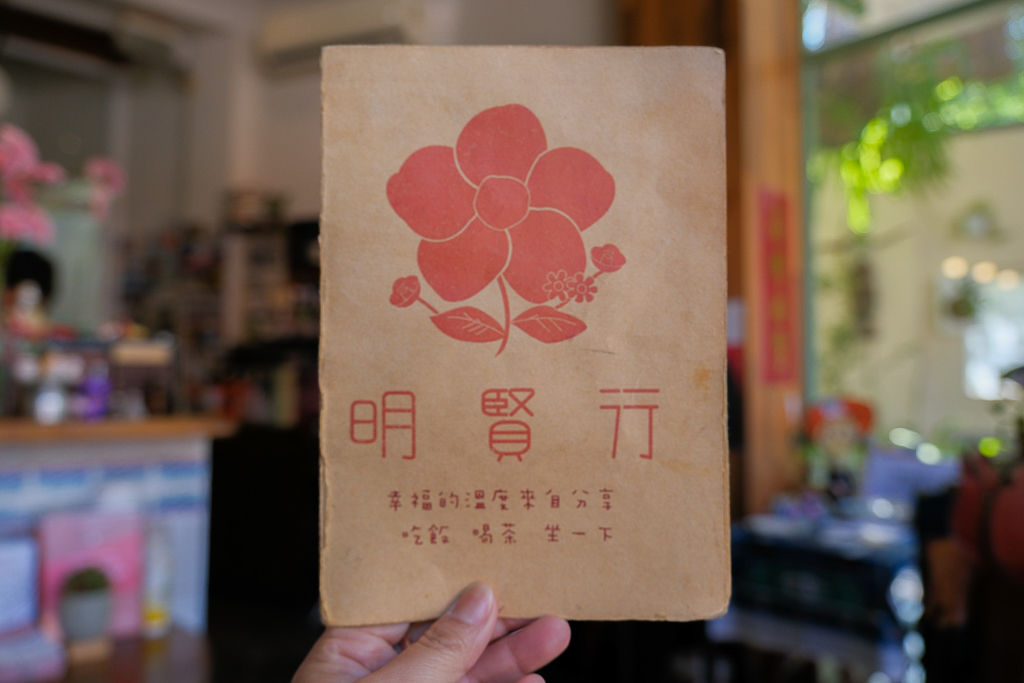 明賢行
幸福的溫度來自分享
吃飯 喝茶 坐一下